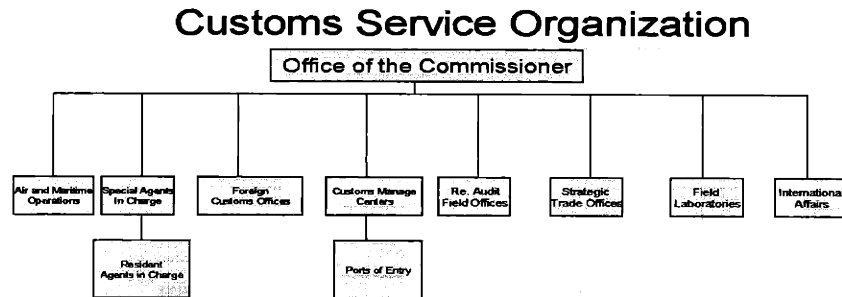 Customs Service Organization
Office of the Commissioner
Air and Maritime
Operations
Special Agents
In Charge
Foreign
Customs Offices
Customs Manage
Centers
Re. Audit
Field Offices
Strategic
Trade Offices
Field
Laboratories
International
Affairs
Resident
Agents in Charge
Ports of Entry